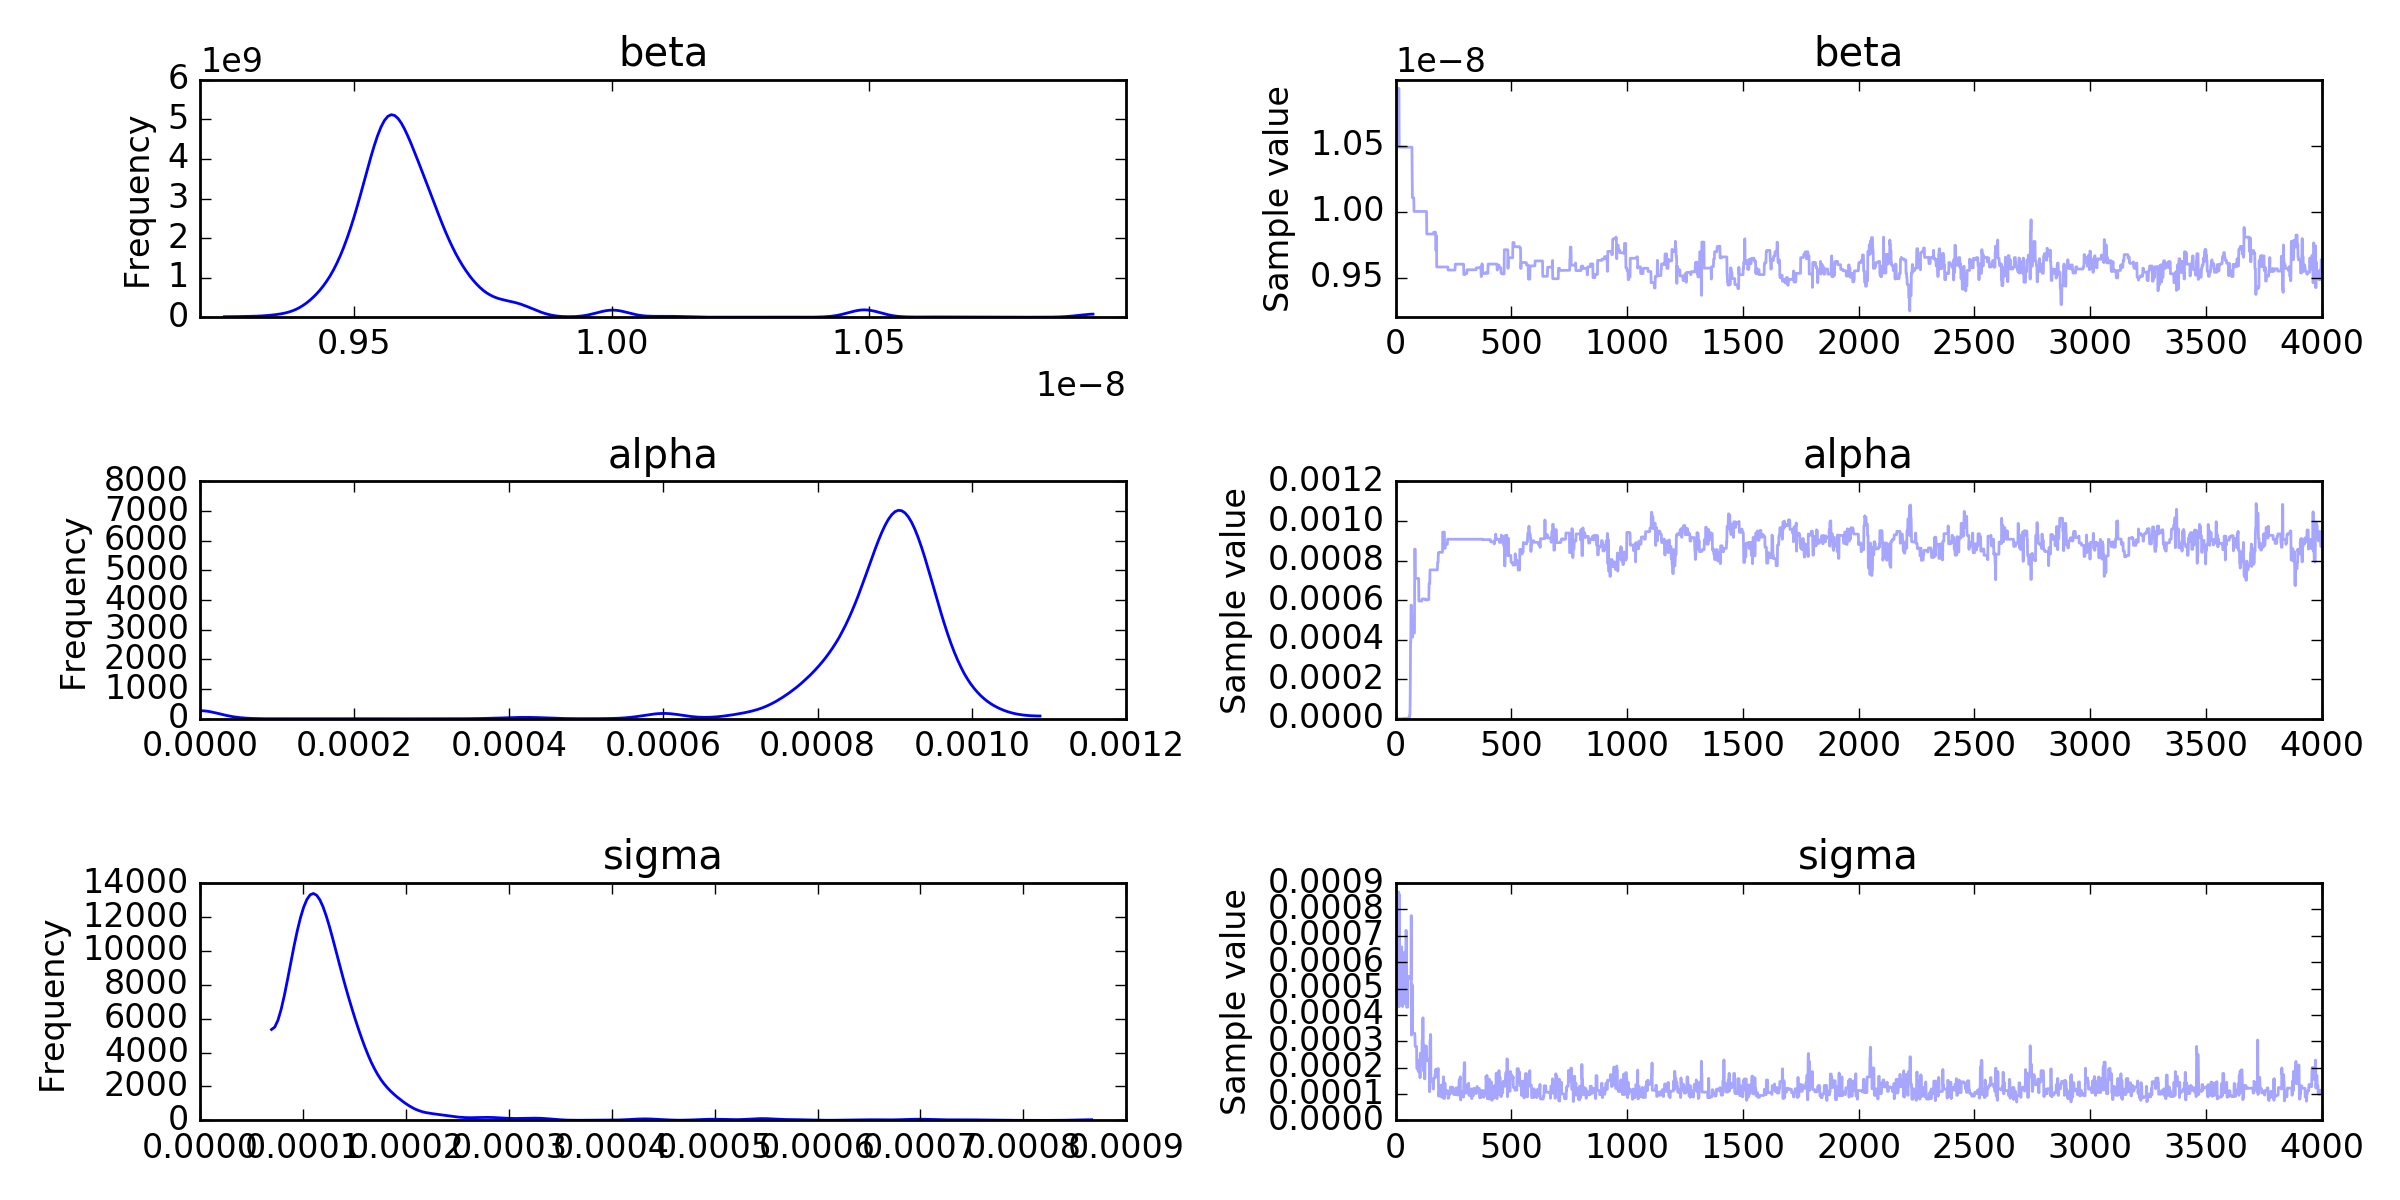 beta
1e9
6
5
4
3
2
1
0
Frequency
0.95 1.00 1.05
1e−8
beta
1e−8
1.05
1.00
0.95
Sample value
0 500 1000 1500 2000 2500 3000 3500 4000
alpha
8000
7000
6000
5000
4000
3000
2000
1000
0
Frequency
0.0000 0.0002 0.0004 0.0006 0.0008 0.0010 0.0012
alpha
0.0012
0.0010
0.0008
0.0006
0.0004
0.0002
0.0000
Sample value
0 500 1000 1500 2000 2500 3000 3500 4000
sigma
14000
12000
10000
8000
6000
4000
2000
0
Frequency
0.0000 0.0001 0.0002 0.0003 0.0004 0.0005 0.0006 0.0007 0.0008 0.0009
sigma
0.0009
0.0008
0.0007
0.0006
0.0005
0.0004
0.0003
0.0002
0.0001
0.0000
Sample value
0 500 1000 1500 2000 2500 3000 3500 4000